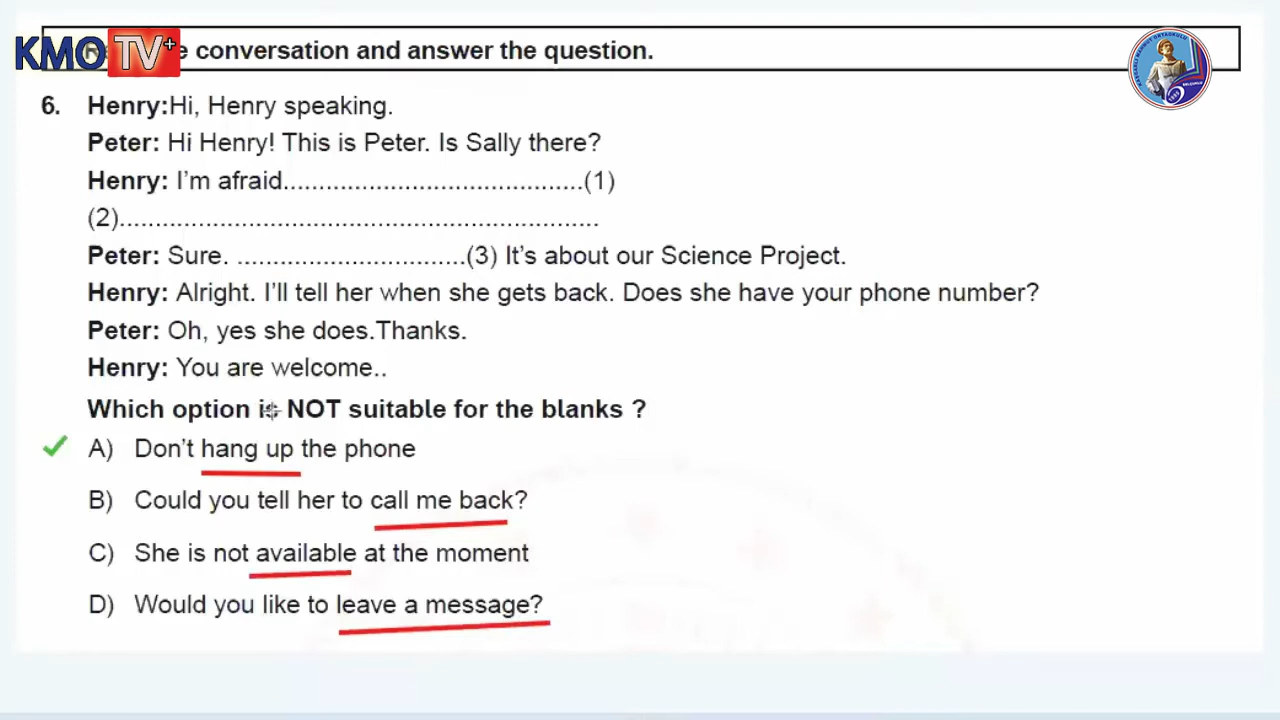 KMO TV+
e conversation and answer the question.
6. Henry:Hi, Henry speaking.
Peter: Hi Henry! This is Peter. Is Sally there?
Henry: I’m afraid..........................................(1)
(2)...................................................................
Peter: Sure. ................................(3) It’s about our Science Project.
Henry: Alright. I’ll tell her when she gets back. Does she have your phone number?
Peter: Oh, yes she does.Thanks.
Henry: You are welcome..
Which option is NOT suitable for the blanks ?
A) Don’t hang up the phone
B) Could you tell her to call me back?
C) She is not available at the moment
D) Would you like to leave a message?